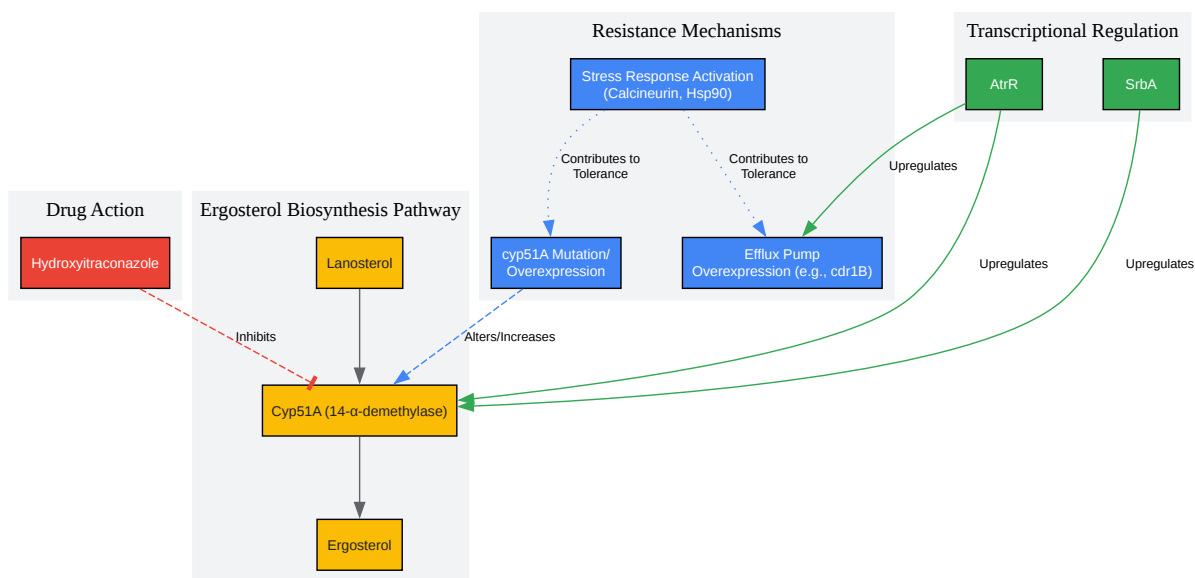 Resistance Mechanisms
Transcriptional Regulation
Stress Response Activation
(Calcineurin, Hsp90)
AtrR
SrbA
Contributes to
Tolerance
Contributes to
Tolerance
Upregulates
Drug Action
Ergosterol Biosynthesis Pathway
Hydroxyitraconazole
Lanosterol
cyp51A Mutation/
Overexpression
Efflux Pump
Overexpression (e.g., cdr1B)
Upregulates
Upregulates
Inhibits
Alters/Increases
Cyp51A (14-α-demethylase)
Ergosterol